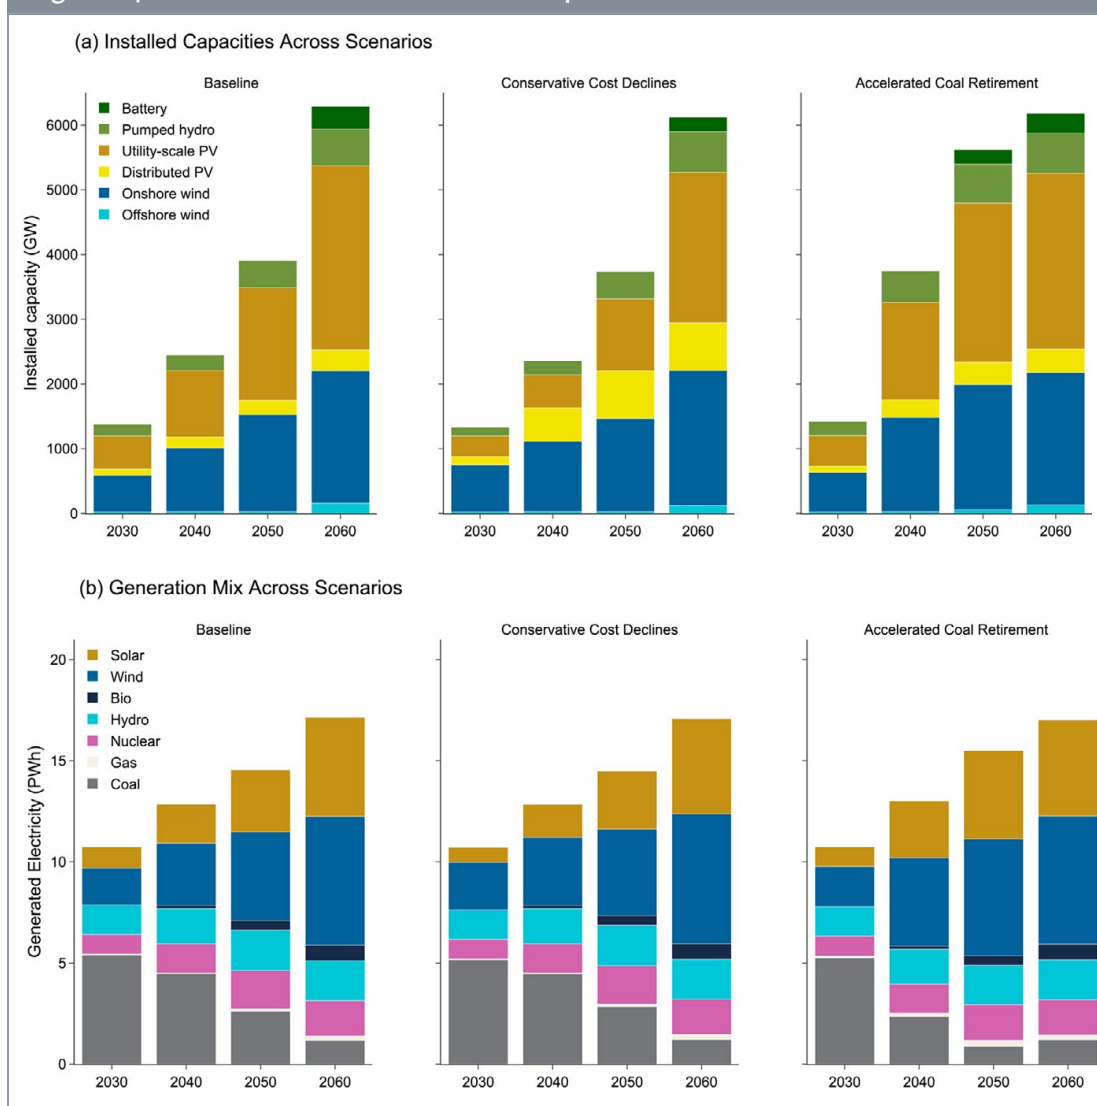 (a) Installed Capacities Across Scenarios
Baseline
Conservative Cost Declines
Accelerated Coal Retirement
Battery
Pumped hydro
Utility-scale PV
Distributed PV
Onshore wind
Offshore wind
Installed capacity (GW)
6000
5000
4000
3000
2000
1000
0
2030 2040 2050 2060
2030 2040 2050 2060
2030 2040 2050 2060
(b) Generation Mix Across Scenarios
Baseline
Conservative Cost Declines
Accelerated Coal Retirement
Solar
Wind
Bio
Hydro
Nuclear
Gas
Coal
Generated Electricity (PWh)
20
15
10
5
0
2030 2040 2050 2060
2030 2040 2050 2060
2030 2040 2050 2060